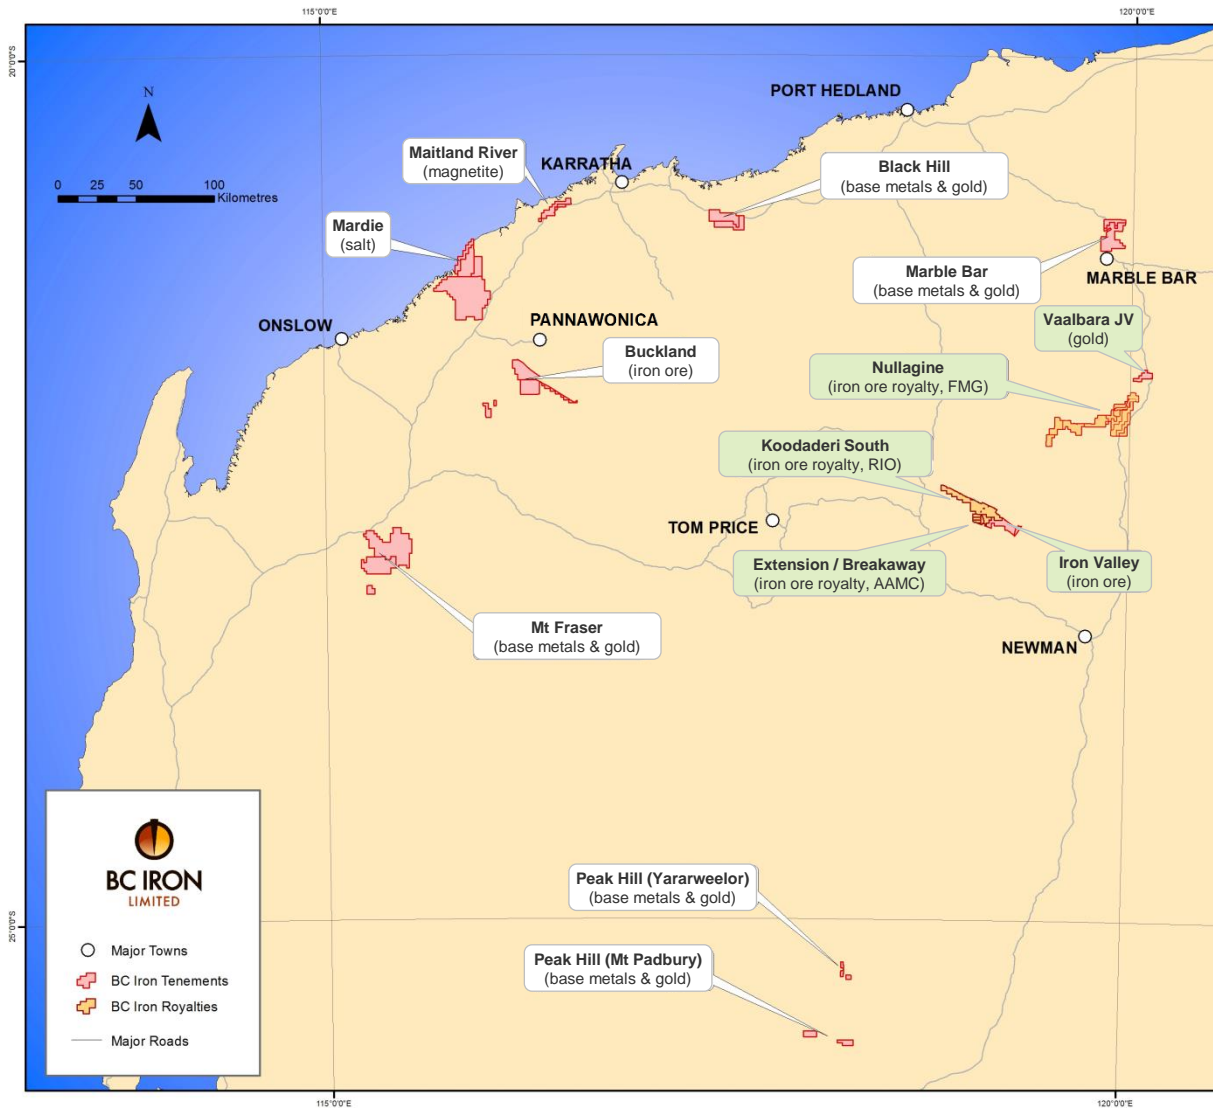 115°0'0"E
120°0'0"E
20°0'0"S
N
0 25 50 100
Kilometres
PORT HEDLAND
Maitland River
(magnetite)
KARRATHA
Black Hill
(base metals & gold)
Mardie
(salt)
Marble Bar
(base metals & gold)
MARBLE BAR
ONSLOW
PANNAWONICA
Vaalbara JV
(gold)
Buckland
(iron ore)
Nullagine
(iron ore royalty, FMG)
Koodaderi South
(iron ore royalty, RIO)
TOM PRICE
Extension / Breakaway
(iron ore royalty, AAMC)
Iron Valley
(iron ore)
Mt Fraser
(base metals & gold)
NEWMAN
Peak Hill (Yararweelor)
(base metals & gold)
25°0'0"S
Peak Hill (Mt Padbury)
(base metals & gold)
BC IRON
LIMITED
Major Towns
BC Iron Tenements
BC Iron Royalties
Major Roads
115°0'0"E
120°0'0"E